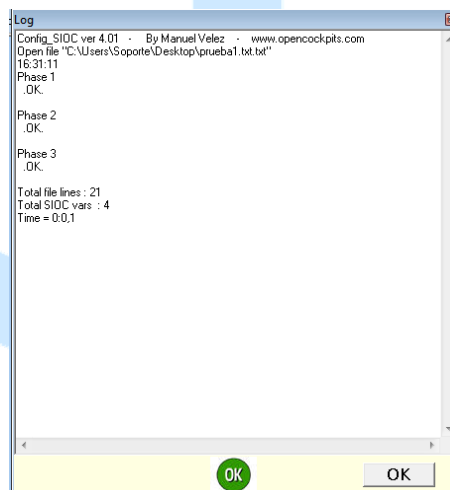 Log
Config_SIOC ver 4.01 - By Manuel Velez - www.opencockpits.com
Open file "C:\Users\Soporte\Desktop\prueba1.txt.txt"
16:31:11
Phase 1
.OK.
Phase 2
.OK.
Phase 3
.OK.
Total file lines : 21
Total SIOC vars : 4
Time = 0:0,1
OK
OK